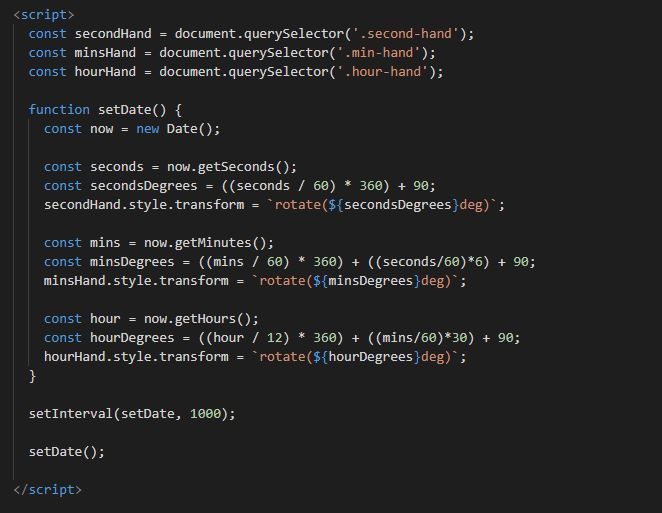 <script>
const secondHand = document.querySelector('.second-hand');
const minsHand = document.querySelector('.min-hand');
const hourHand = document.querySelector('.hour-hand');
function setDate() {
const now = new Date();
const seconds = now.getSeconds();
const secondsDegrees = ((seconds / 60) * 360) + 90;
secondHand.style.transform = `rotate(${secondsDegrees}deg)`;
const mins = now.getMinutes();
const minsDegrees = ((mins / 60) * 360) + ((seconds/60)*6) + 90;
minsHand.style.transform = `rotate(${minsDegrees}deg)`;
const hour = now.getHours();
const hourDegrees = ((hour / 12) * 360) + ((mins/60)*30) + 90;
hourHand.style.transform = `rotate(${hourDegrees}deg)`;
}
setInterval(setDate, 1000);
setDate();
</script>